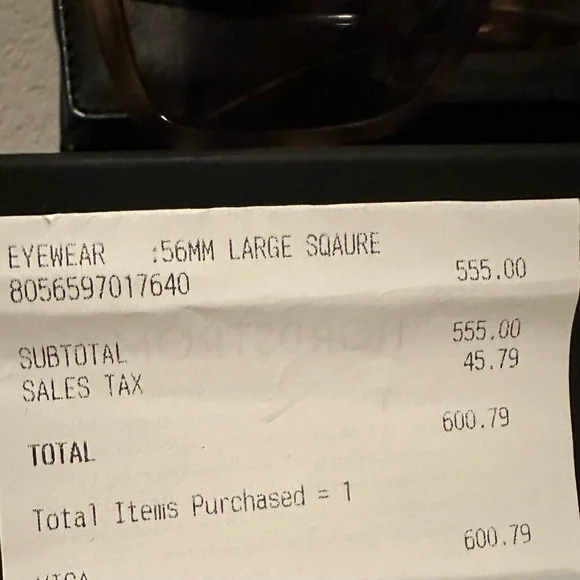 EYEWEAR :56MM LARGE SQAURE
8056597017640 555.00
SUBTOTAL 555.00
SALES TAX 45.79
TOTAL 600.79
Total Items Purchased = 1
600.79